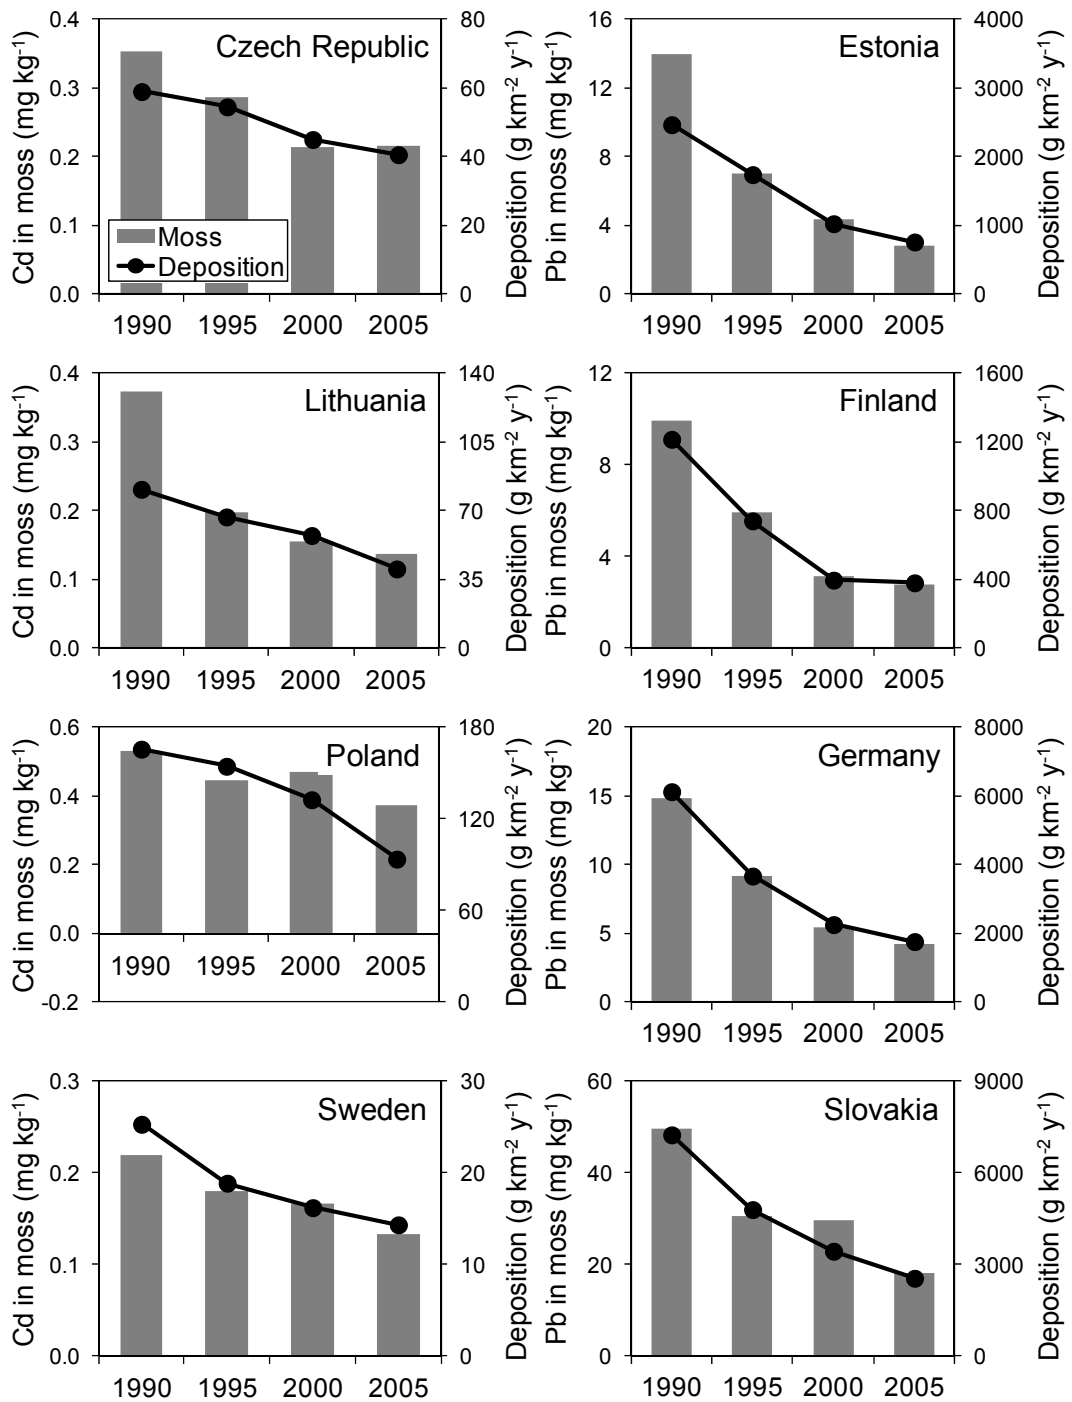 Czech Republic
Cd in moss (mg kg⁻¹)
0.4
0.3
0.2
0.1
0.0
Moss
Deposition
80
60
40
20
0
Deposition (g km⁻² y⁻¹)
1990 1995 2000 2005
Estonia
Pb in moss (mg kg⁻¹)
16
12
8
4
0
4000
3000
2000
1000
0
Deposition (g km⁻² y⁻¹)
1990 1995 2000 2005
Lithuania
Cd in moss (mg kg⁻¹)
0.4
0.3
0.2
0.1
0.0
140
105
70
35
0
Deposition (g km⁻² y⁻¹)
1990 1995 2000 2005
Finland
Pb in moss (mg kg⁻¹)
12
8
4
0
1600
1200
800
400
0
Deposition (g km⁻² y⁻¹)
1990 1995 2000 2005
Poland
Cd in moss (mg kg⁻¹)
0.6
0.4
0.2
0.0
-0.2
180
120
60
0
Deposition (g km⁻² y⁻¹)
1990 1995 2000 2005
Germany
Pb in moss (mg kg⁻¹)
20
15
10
5
0
8000
6000
4000
2000
0
Deposition (g km⁻² y⁻¹)
1990 1995 2000 2005
Sweden
Cd in moss (mg kg⁻¹)
0.3
0.2
0.1
0.0
30
20
10
0
Deposition (g km⁻² y⁻¹)
1990 1995 2000 2005
Slovakia
Pb in moss (mg kg⁻¹)
60
40
20
0
9000
6000
3000
0
Deposition (g km⁻² y⁻¹)
1990 1995 2000 2005